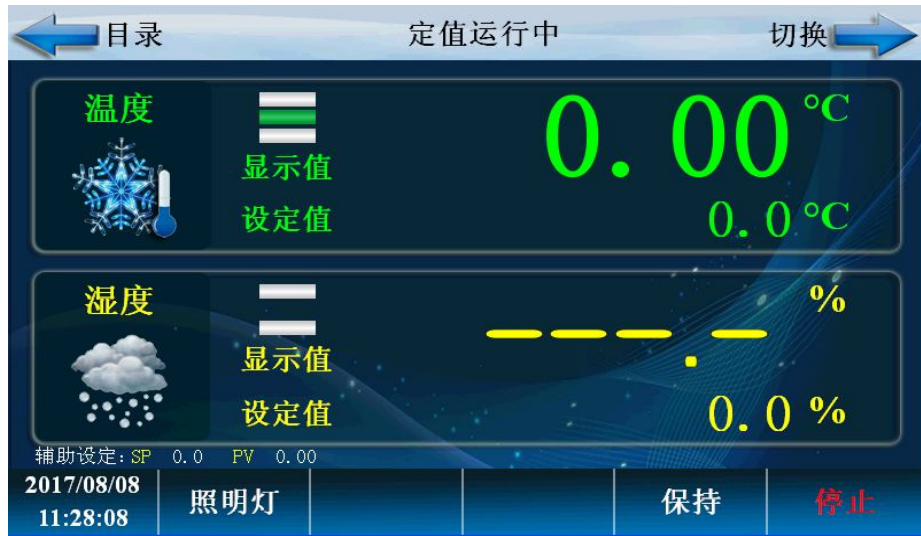 目录 定值运行中 切换
温度 0.00 ℃
显示值
设定值 0.0 ℃
湿度 ---.- %
显示值
设定值 0.0 %
辅助设定:SP 0.0 PV 0.00
2017/08/08 照明灯 保持 停止
11:28:08